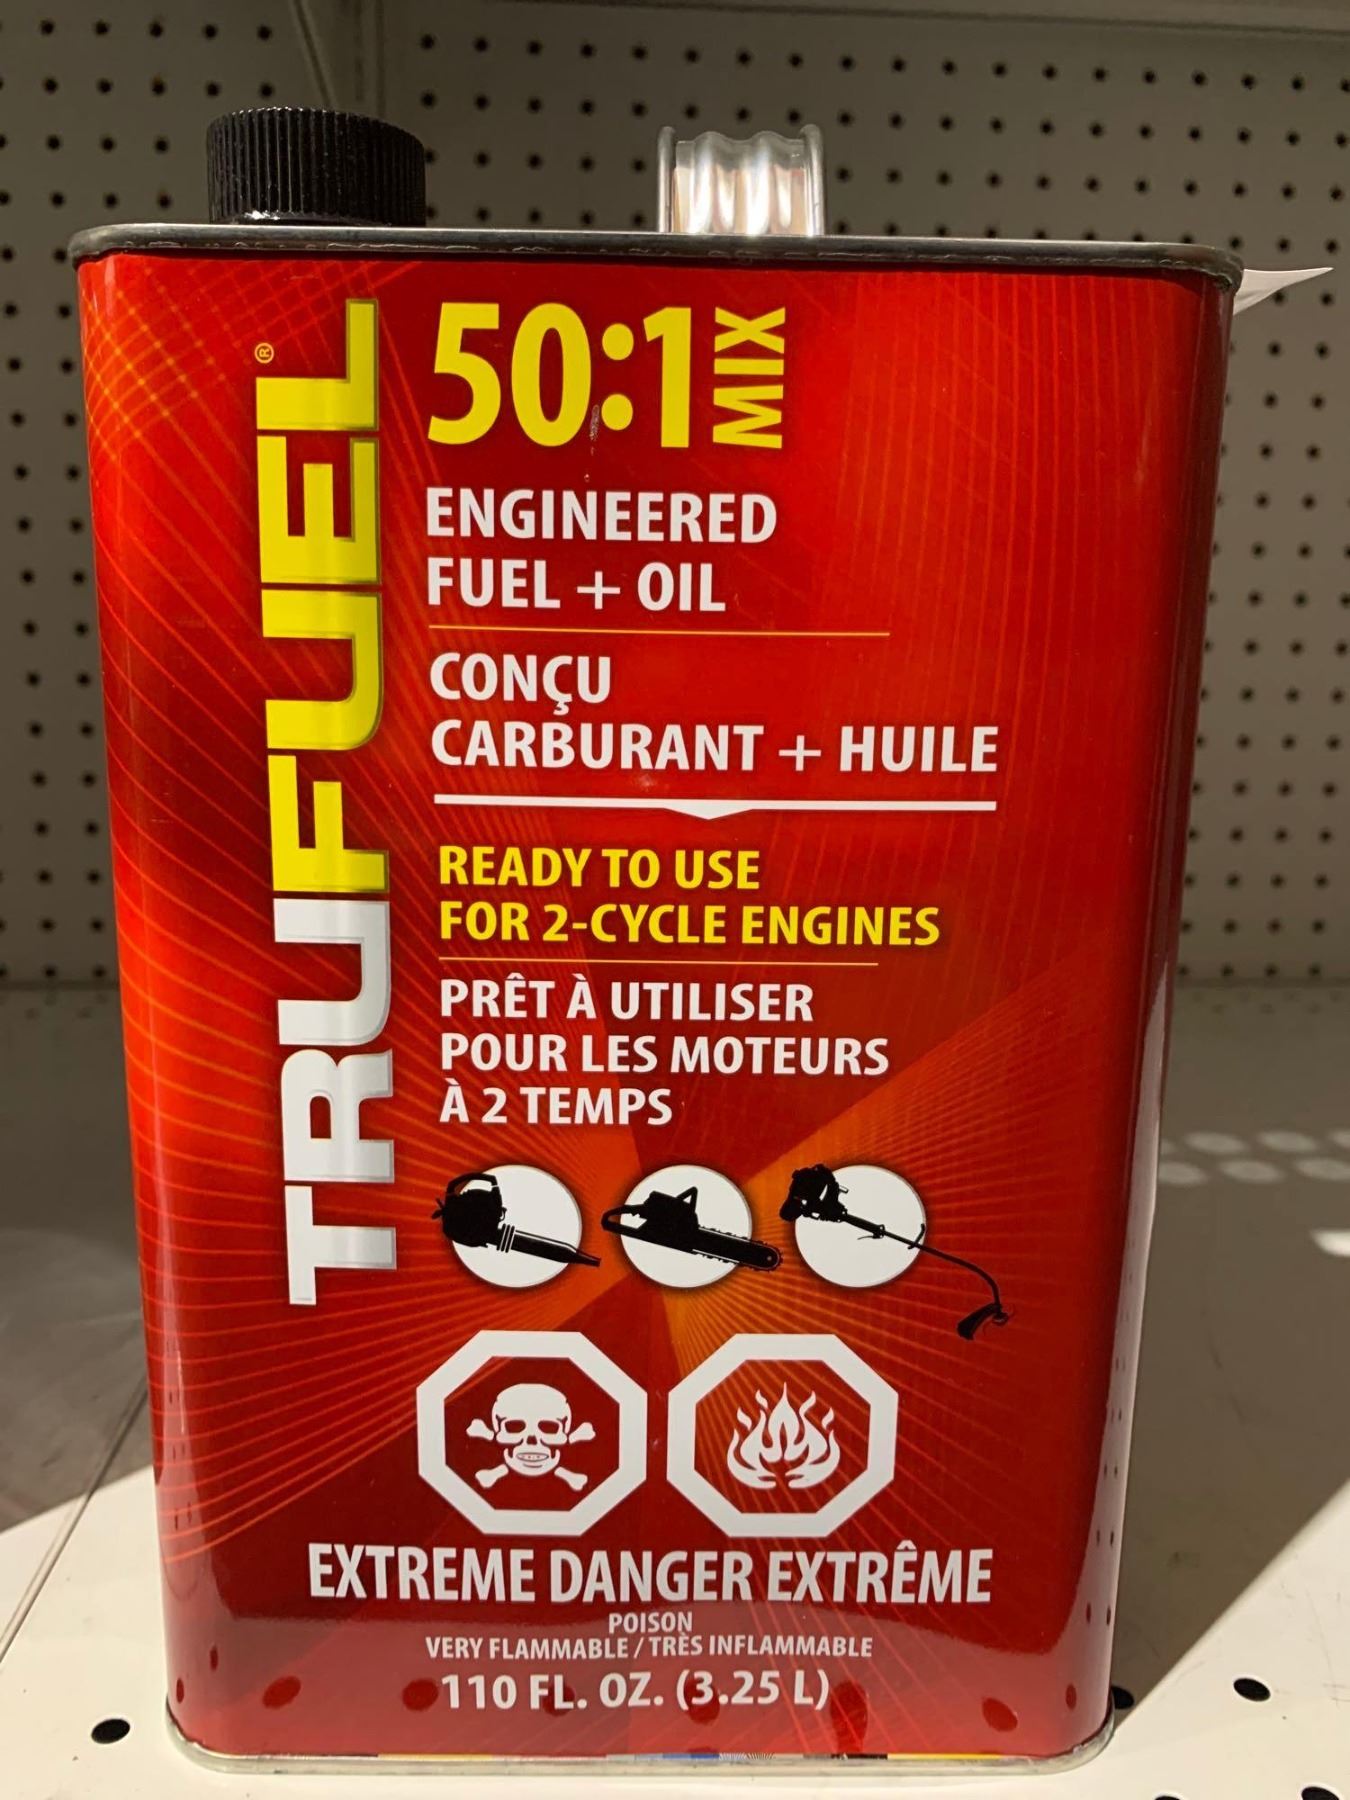 TRUFUEL®
50:1 MIX
ENGINEERED
FUEL + OIL
CONÇU
CARBURANT + HUILE
READY TO USE
FOR 2-CYCLE ENGINES
PRÊT À UTILISER
POUR LES MOTEURS
À 2 TEMPS
EXTREME DANGER EXTRÊME
POISON
VERY FLAMMABLE / TRÈS INFLAMMABLE
110 FL. OZ. (3.25 L)